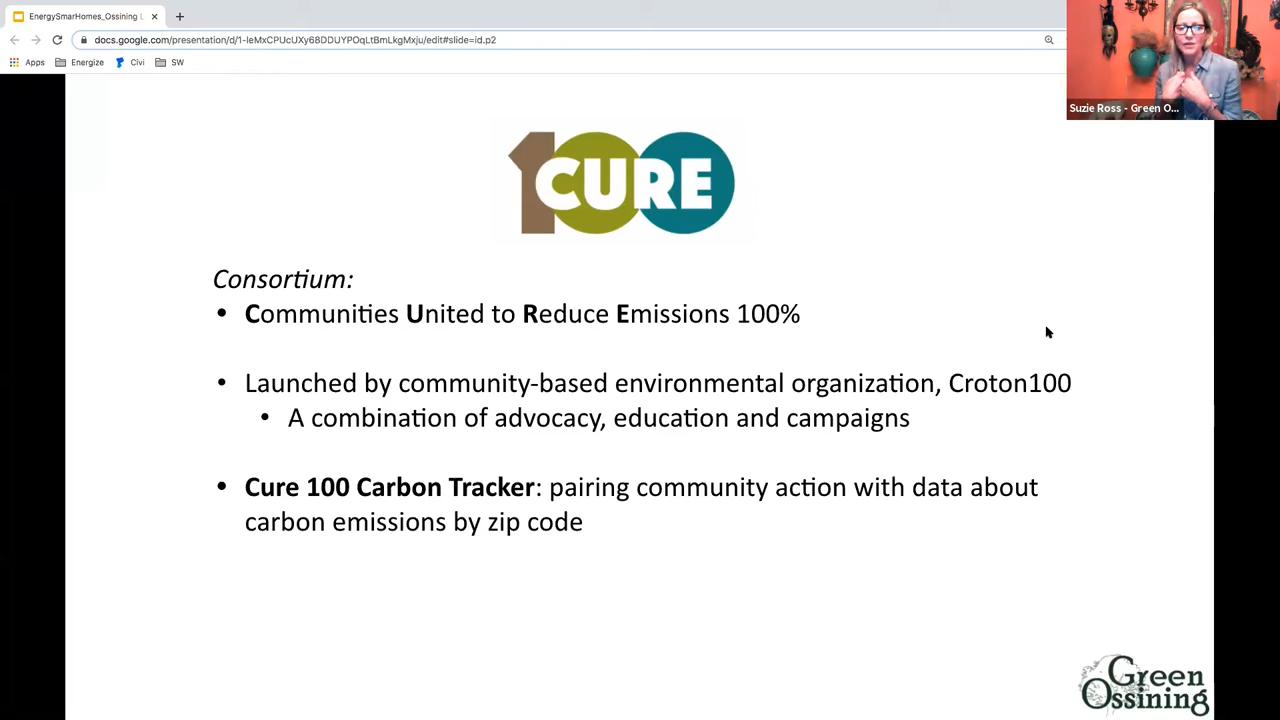 EnergySmarHomes_Ossining L
docs.google.com/presentation/d/1-IeMxCPUcUXy68DDUYPOqLtBmLkgMxju/edit#slide=id.p2
Apps
Energize
Civi
SW
Suzie Ross - Green O...
100
CURE
Consortium:
• Communities United to Reduce Emissions 100%
• Launched by community-based environmental organization, Croton100
• A combination of advocacy, education and campaigns
• Cure 100 Carbon Tracker: pairing community action with data about
carbon emissions by zip code
Green
Ossining